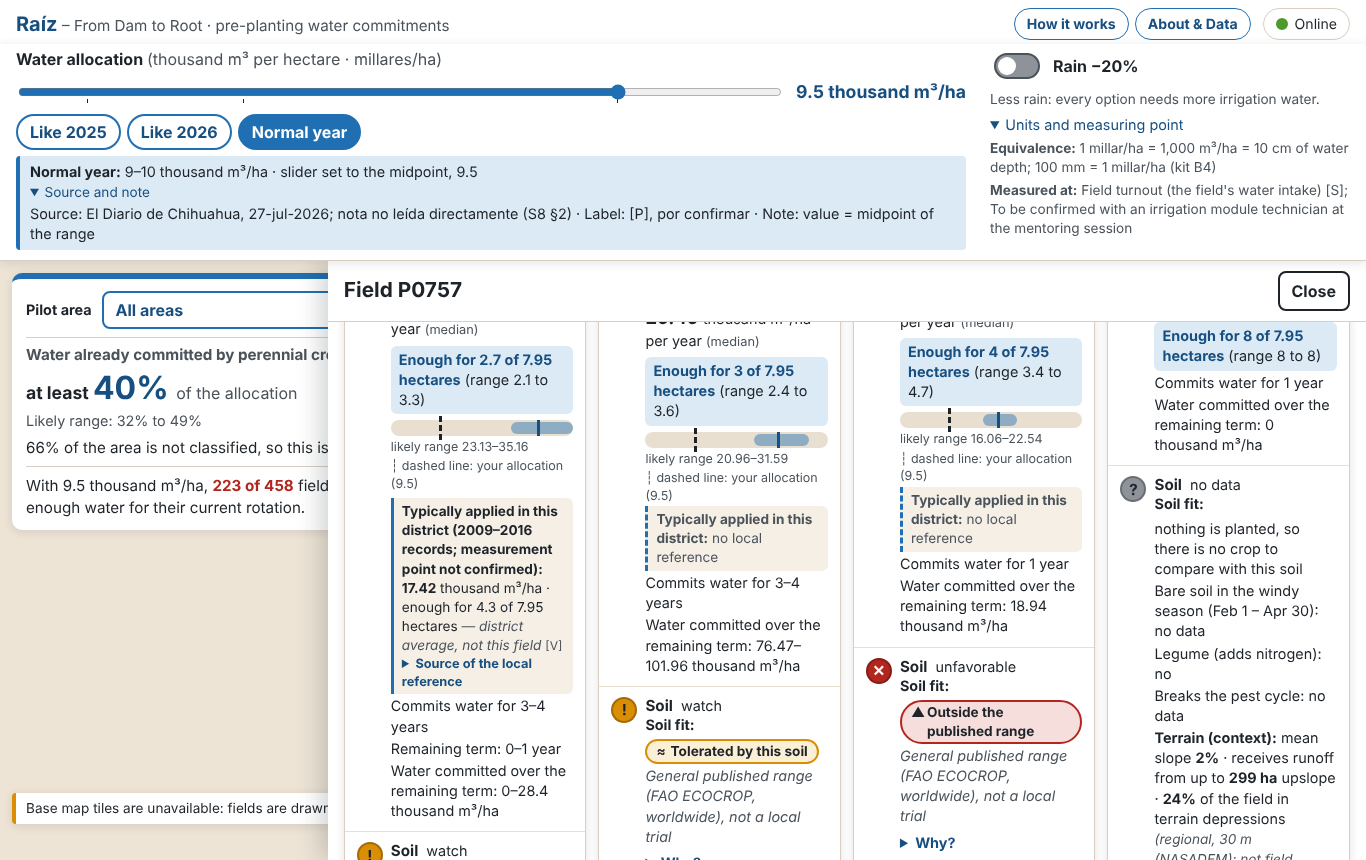 Raíz – From Dam to Root · pre-planting water commitments
How it works
About & Data
Online
Water allocation (thousand m³ per hectare · millares/ha)
9.5 thousand m³/ha
Like 2025
Like 2026
Normal year
Normal year: 9–10 thousand m³/ha · slider set to the midpoint, 9.5
▼ Source and note
Source: El Diario de Chihuahua, 27-jul-2026; nota no leída directamente (S8 §2) · Label: [P], por confirmar · Note: value = midpoint of
the range
Rain −20%
Less rain: every option needs more irrigation water.
▼ Units and measuring point
Equivalence: 1 millar/ha = 1,000 m³/ha = 10 cm of water
depth; 100 mm = 1 millar/ha (kit B4)
Measured at: Field turnout (the field's water intake) [S];
To be confirmed with an irrigation module technician at
the mentoring session
Pilot area
All areas
Water already committed by perennial cr
at least 40% of the allocation
Likely range: 32% to 49%
66% of the area is not classified, so this is
With 9.5 thousand m³/ha, 223 of 458 field
enough water for their current rotation.
Base map tiles are unavailable: fields are drawn
Field P0757
Close
year (median)
Enough for 2.7 of 7.95
hectares (range 2.1 to
3.3)
likely range 23.13–35.16
┆ dashed line: your allocation
(9.5)
Typically applied in this
district (2009–2016
records; measurement
point not confirmed):
17.42 thousand m³/ha ·
enough for 4.3 of 7.95
hectares — district
average, not this field [V]
▶ Source of the local
reference
Commits water for 3–4
years
Remaining term: 0–1 year
Water committed over the
remaining term: 0–28.4
thousand m³/ha
! Soil watch
per year (median)
Enough for 3 of 7.95
hectares (range 2.4 to
3.6)
likely range 20.96–31.59
┆ dashed line: your allocation
(9.5)
Typically applied in this
district: no local
reference
Commits water for 3–4
years
Water committed over the
remaining term: 76.47–
101.96 thousand m³/ha
! Soil watch
Soil fit:
≈ Tolerated by this soil
General published range
(FAO ECOCROP,
worldwide), not a local
trial
per year (median)
Enough for 4 of 7.95
hectares (range 3.4 to
4.7)
likely range 16.06–22.54
┆ dashed line: your allocation
(9.5)
Typically applied in this
district: no local
reference
Commits water for 1 year
Water committed over the
remaining term: 18.94
thousand m³/ha
✕ Soil unfavorable
Soil fit:
▲ Outside the
published range
General published range
(FAO ECOCROP,
worldwide), not a local
trial
▶ Why?
Enough for 8 of 7.95
hectares (range 8 to 8)
Commits water for 1 year
Water committed over the
remaining term: 0
thousand m³/ha
? Soil no data
Soil fit:
nothing is planted, so
there is no crop to
compare with this soil
Bare soil in the windy
season (Feb 1 – Apr 30):
no data
Legume (adds nitrogen):
no
Breaks the pest cycle: no
data
Terrain (context): mean
slope 2% · receives runoff
from up to 299 ha upslope
· 24% of the field in
terrain depressions
(regional, 30 m
(NASADEM); not field